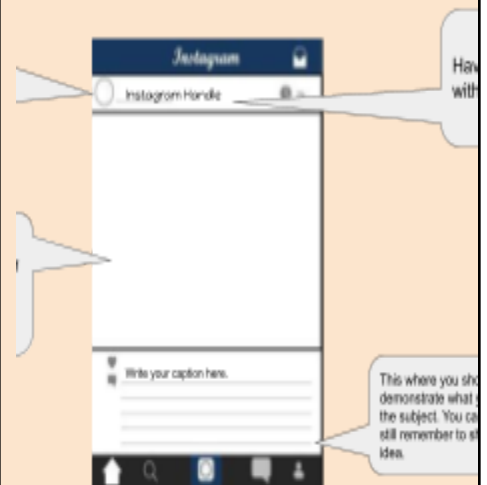 Instagram
Hav
with
Instagram Handle
Write your caption here.
This where you sho
demonstrate what
the subject. You ca
still remember to sh
idea.